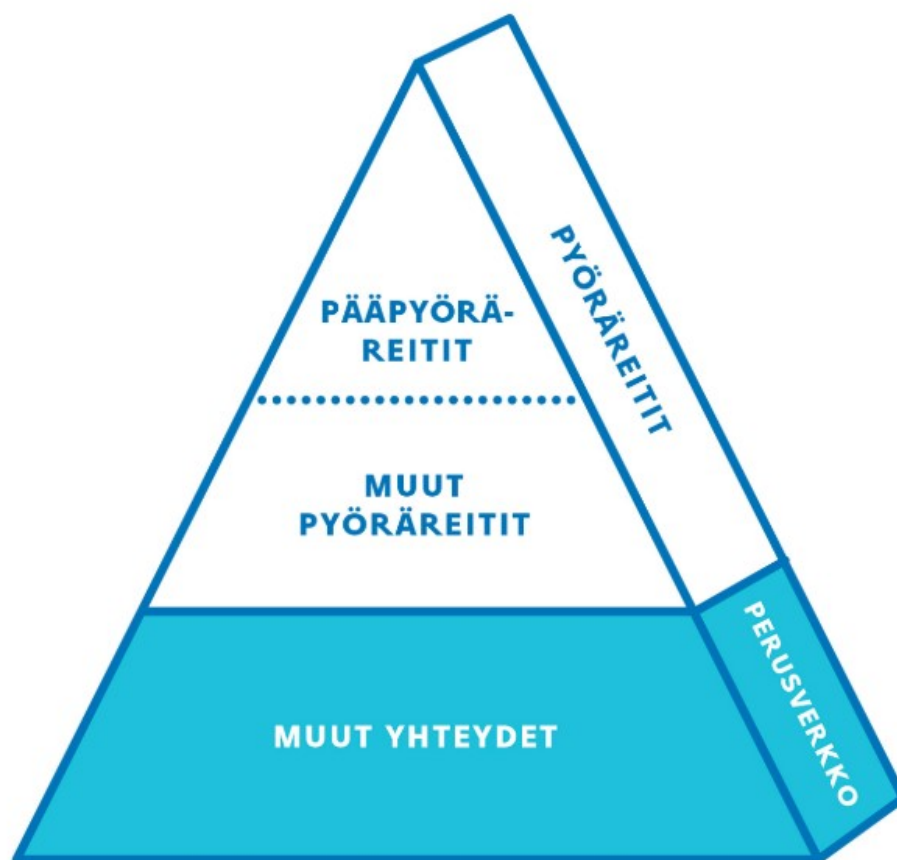 PÄÄPYÖRÄ-
REITIT
MUUT
PYÖRÄREITIT
MUUT YHTEYDET
PYÖRÄREITIT
PERUSVERKKO